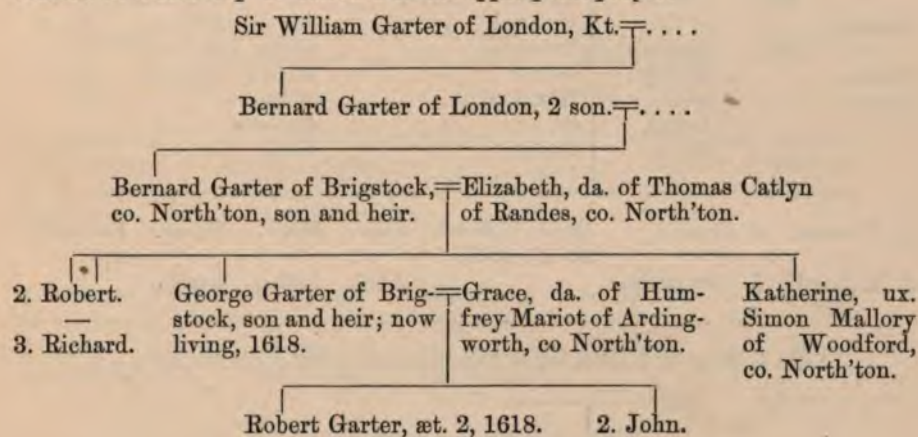 Sir William Garter of London, Kt.=. . . .
Bernard Garter of London, 2 son.=. . . .
Bernard Garter of Brigstock,=Elizabeth, da. of Thomas Catlyn
co. North'ton, son and heir. of Randes, co. North'ton.
2. Robert.
—
3. Richard.
George Garter of Brig-=Grace, da. of Hum-
stock, son and heir; now frey Mariot of Arding-
living, 1618. worth, co North'ton.
Katherine, ux.
Simon Mallory
of Woodford,
co. North'ton.
Robert Garter, æt. 2, 1618. 2. John.